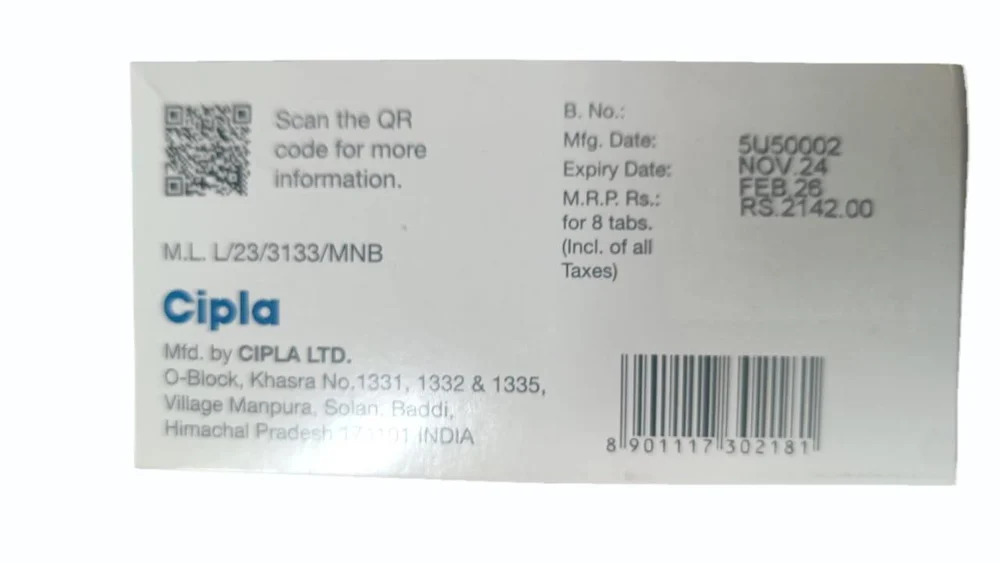 Scan the QR
code for more
information.
M.L. L/23/3133/MNB
Cipla
Mfd. by CIPLA LTD.
O-Block, Khasra No.1331, 1332 & 1335,
Village Manpura, Solan, Baddi,
Himachal Pradesh 171101 INDIA
B. No.:
Mfg. Date:
Expiry Date:
M.R.P. Rs.:
for 8 tabs.
(Incl. of all
Taxes)
5U50002
NOV.24
FEB.26
RS.2142.00
8 901117 302181